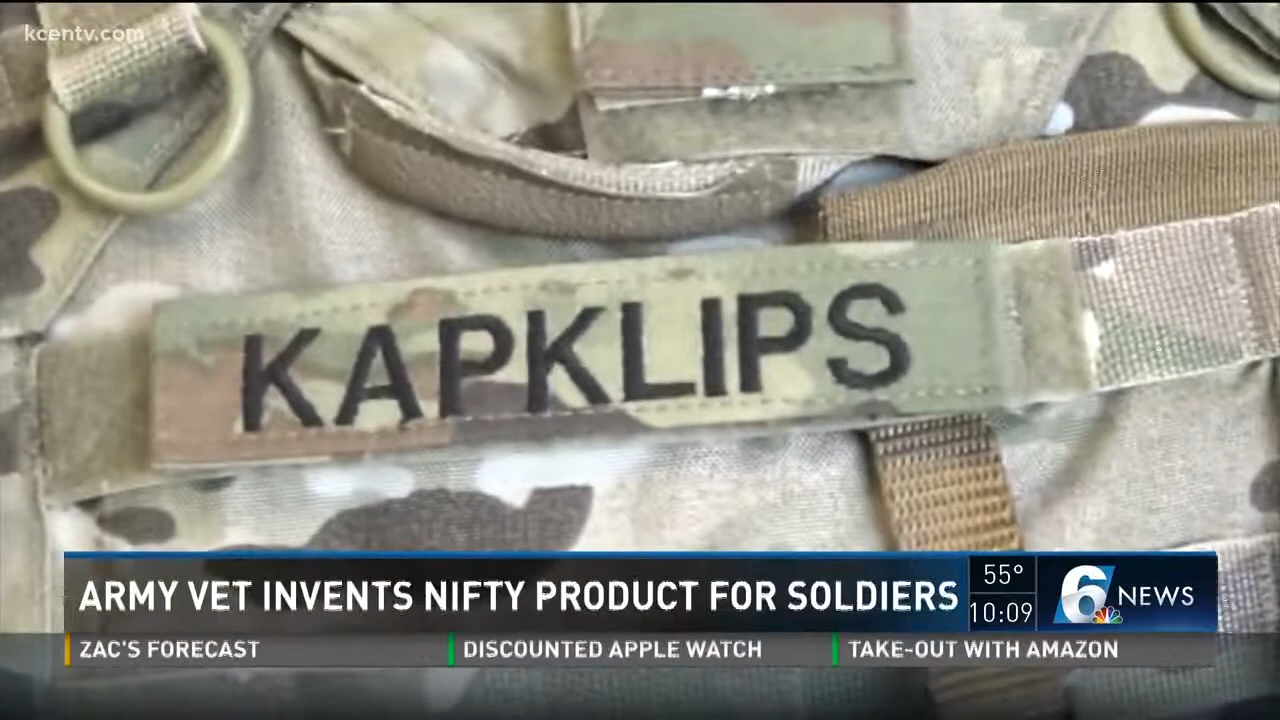 kcentv.com
KAPKLIPS
ARMY VET INVENTS NIFTY PRODUCT FOR SOLDIERS
55°
10:09
6 NEWS
ZAC'S FORECAST
DISCOUNTED APPLE WATCH
TAKE-OUT WITH AMAZON